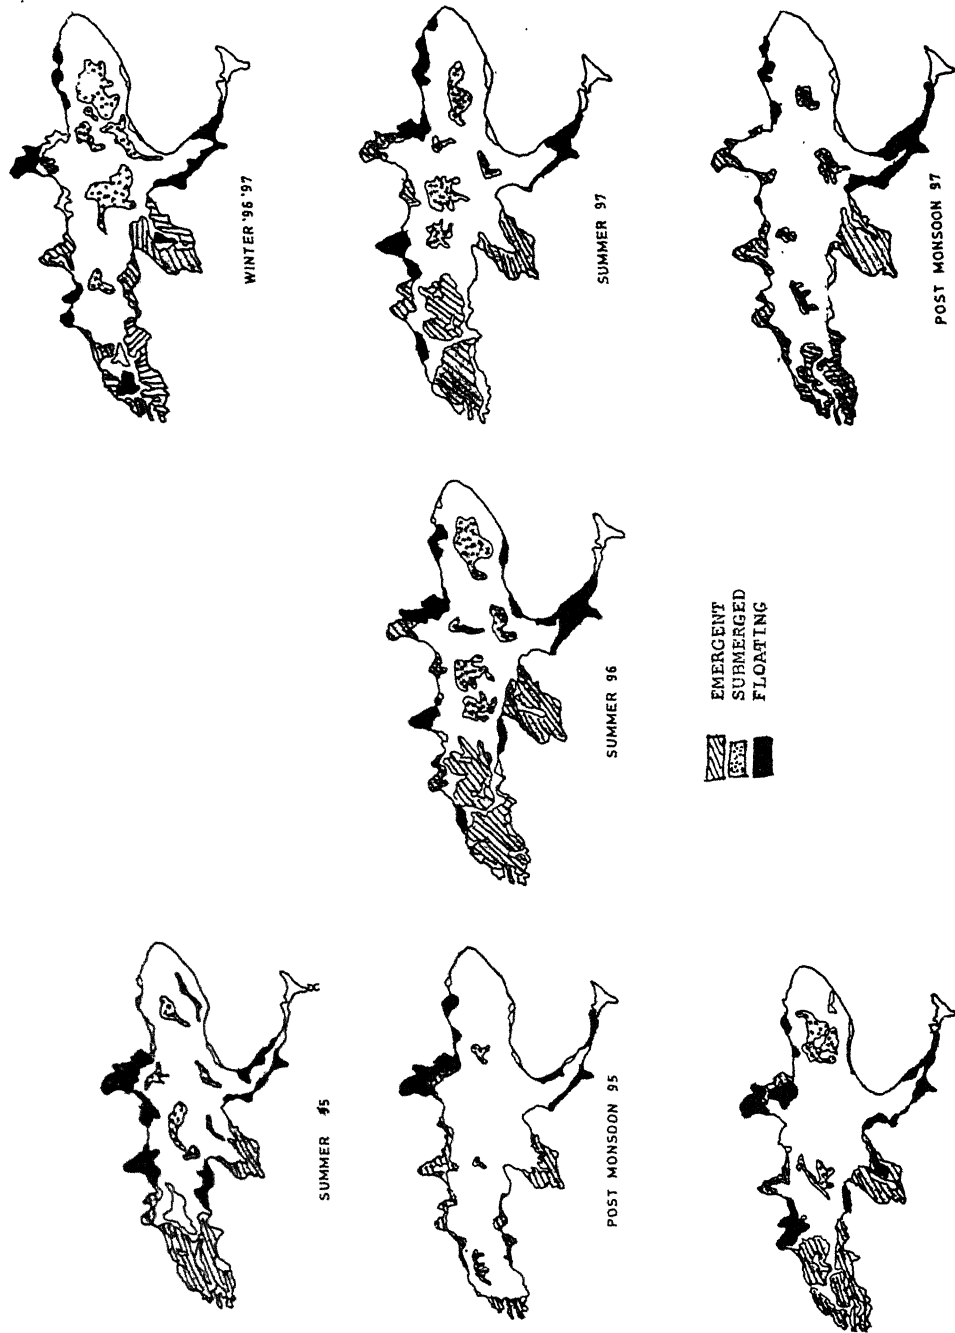 WINTER '96 '97
SUMMER 97
POST MONSOON 97
SUMMER 96
EMERGENT
SUBMERGED
FLOATING
SUMMER 95
POST MONSOON 95